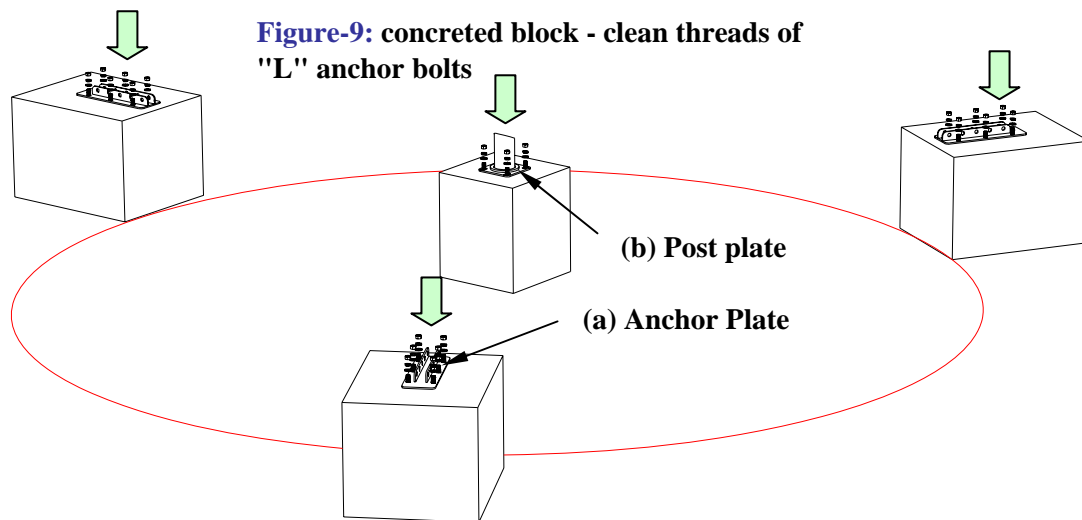 Figure-9: concreted block - clean threads of
"L" anchor bolts
(b) Post plate
(a) Anchor Plate